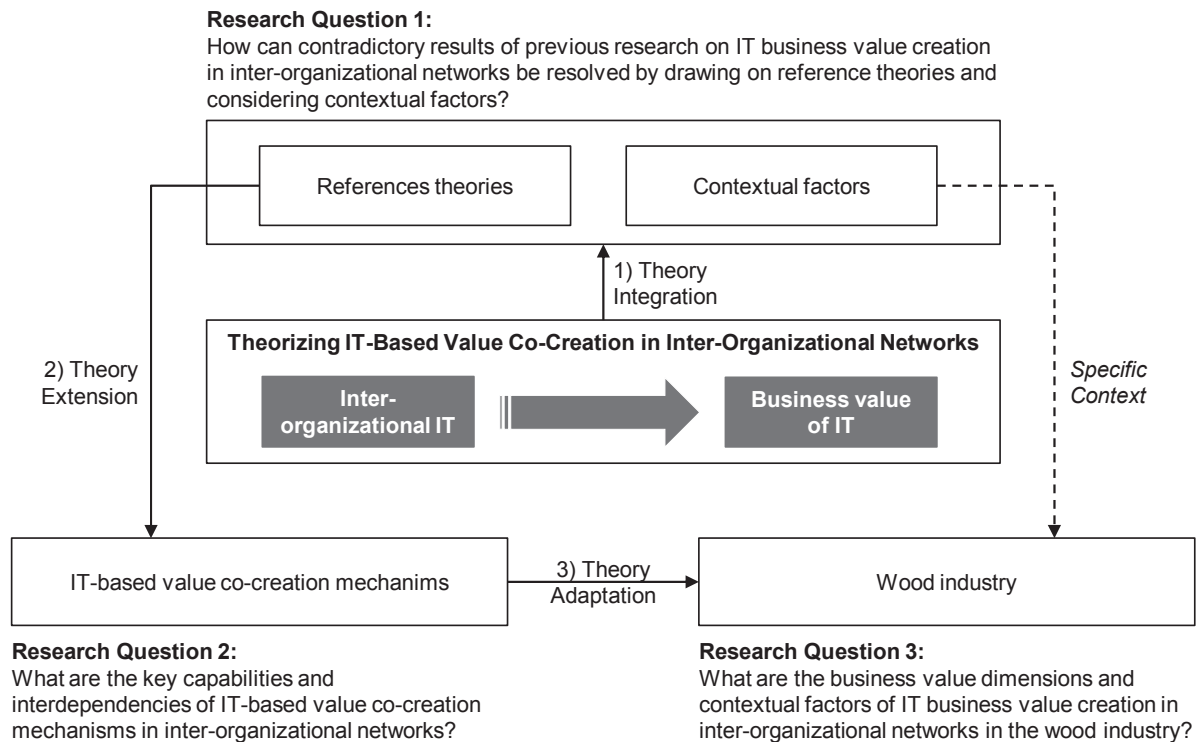 Research Question 1:
How can contradictory results of previous research on IT business value creation
in inter-organizational networks be resolved by drawing on reference theories and
considering contextual factors?
References theories
Contextual factors
1) Theory
Integration
Theorizing IT-Based Value Co-Creation in Inter-Organizational Networks
Inter-
organizational IT
Business value
of IT
2) Theory
Extension
Specific
Context
IT-based value co-creation mechanims
3) Theory
Adaptation
Wood industry
Research Question 2:
What are the key capabilities and
interdependencies of IT-based value co-creation
mechanisms in inter-organizational networks?
Research Question 3:
What are the business value dimensions and
contextual factors of IT business value creation in
inter-organizational networks in the wood industry?